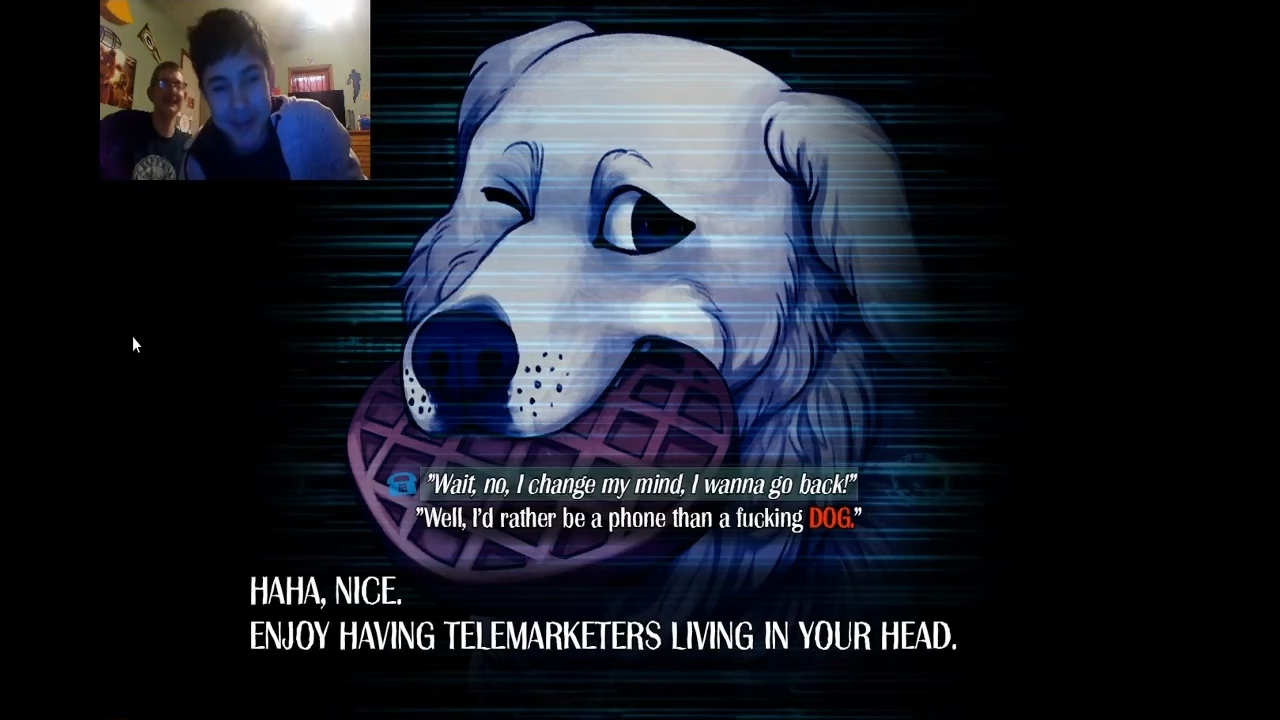 "Wait, no, I change my mind, I wanna go back!"
"Well, I'd rather be a phone than a fucking DOG."
HAHA, NICE.
ENJOY HAVING TELEMARKETERS LIVING IN YOUR HEAD.